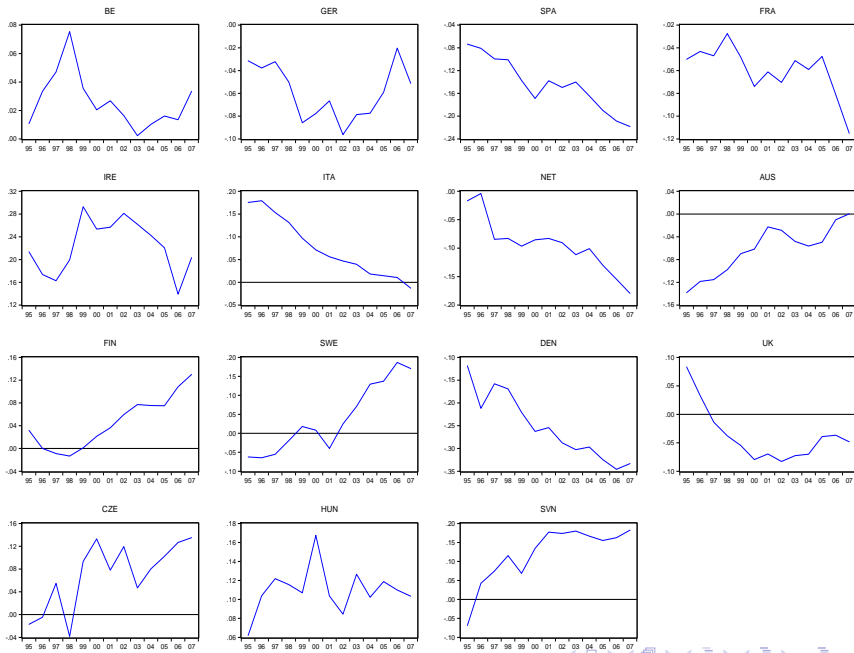 BE GER SPA FRA
.08 .00 -.04 -.02
.06 -.02 -.08 -.04
.04 -.04 -.12 -.06
-.06 -.16 -.08
.02 -.08 -.20 -.10
.00 -.10 -.24 -.12
95 96 97 98 99 00 01 02 03 04 05 06 07 95 96 97 98 99 00 01 02 03 04 05 06 07 95 96 97 98 99 00 01 02 03 04 05 06 07 95 96 97 98 99 00 01 02 03 04 05 06 07
IRE ITA NET AUS
.32 .20 .00 .04
.28 .15 -.05 .00
.24 .10 -.10 -.04
.20 .05 -.08
.16 .00 -.15 -.12
.12 -.05 -.20 -.16
95 96 97 98 99 00 01 02 03 04 05 06 07 95 96 97 98 99 00 01 02 03 04 05 06 07 95 96 97 98 99 00 01 02 03 04 05 06 07 95 96 97 98 99 00 01 02 03 04 05 06 07
FIN SWE DEN UK
.16 .20 -.10 .10
.12 .15 -.15 .05
.08 .10 -.20 .00
.04 .05 -.25 -.05
.00 .00 -.30 -.10
-.04 -.05 -.35
-.10
95 96 97 98 99 00 01 02 03 04 05 06 07 95 96 97 98 99 00 01 02 03 04 05 06 07 95 96 97 98 99 00 01 02 03 04 05 06 07 95 96 97 98 99 00 01 02 03 04 05 06 07
CZE HUN SVN
.16 .18 .20
.12 .16 .15
.08 .14 .10
.04 .12 .05
.00 .10 .00
-.04 .08 -.05
.06 -.10
95 96 97 98 99 00 01 02 03 04 05 06 07 95 96 97 98 99 00 01 02 03 04 05 06 07 95 96 97 98 99 00 01 02 03 04 05 06 07